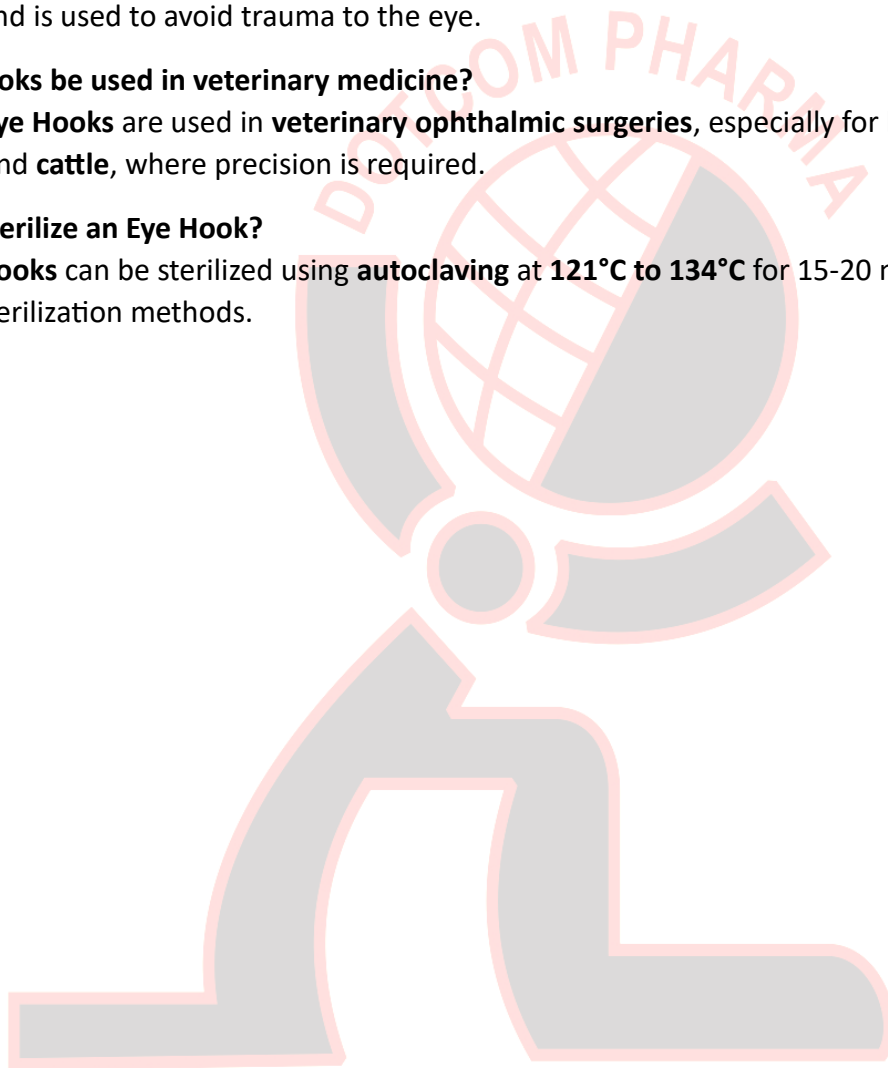 nd is used to avoid trauma to the eye.
ooks be used in veterinary medicine?
ye Hooks are used in veterinary ophthalmic surgeries, especially for
nd cattle, where precision is required.
erilize an Eye Hook?
ooks can be sterilized using autoclaving at 121°C to 134°C for 15-20
erilization methods.
DOTCOM PHARMA